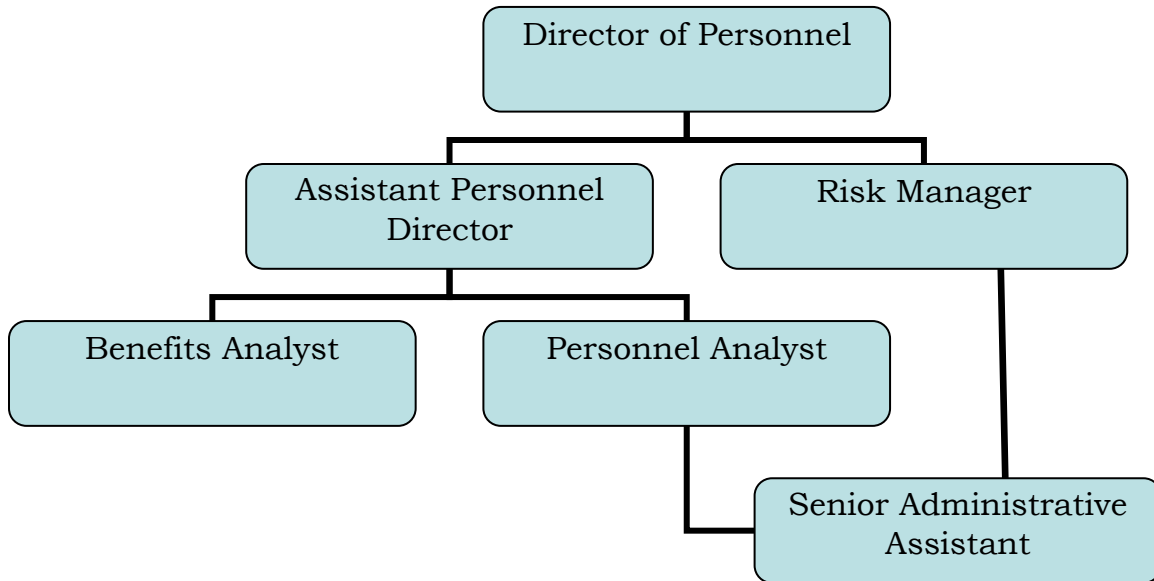 Director of Personnel
Assistant Personnel
Director
Risk Manager
Benefits Analyst
Personnel Analyst
Senior Administrative
Assistant